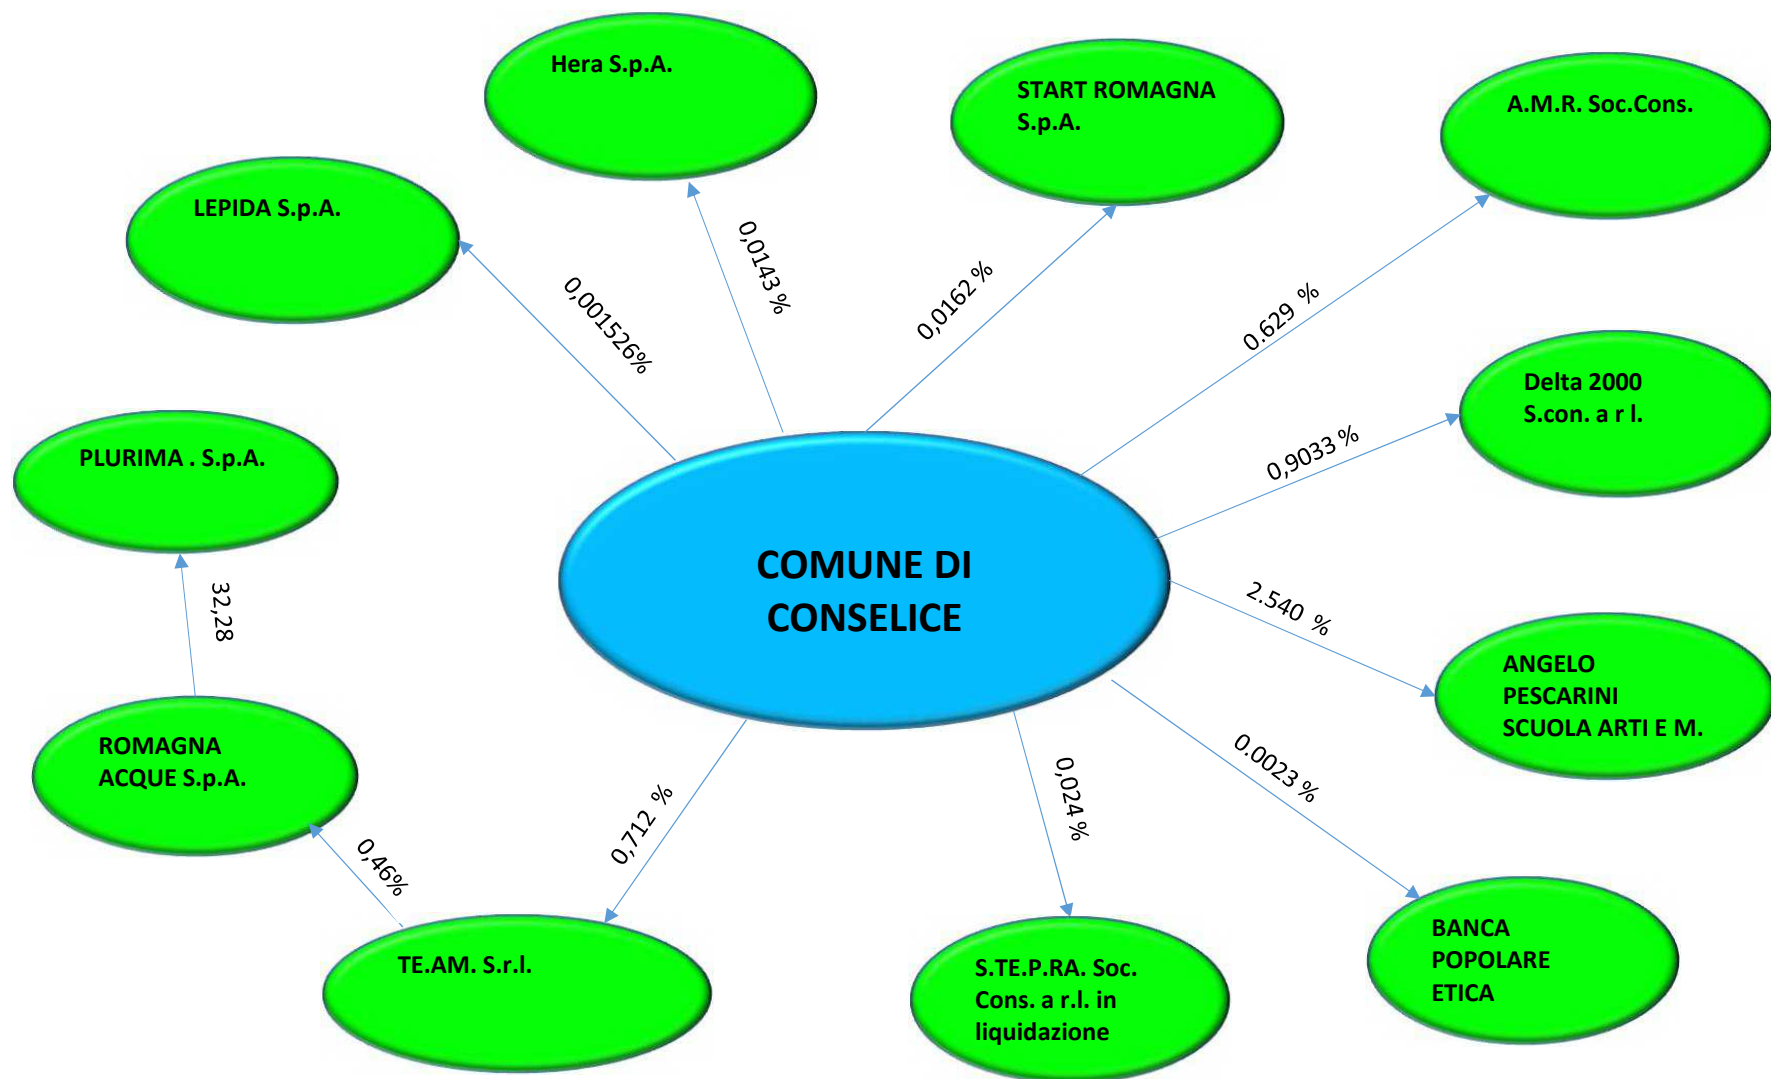 Hera S.p.A.
START ROMAGNA
S.p.A.
A.M.R. Soc.Cons.
LEPIDA S.p.A.
0,0143 %
0,0162 %
0.629 %
0,001526%
Delta 2000
S.con. a r l.
0,9033 %
PLURIMA . S.p.A.
COMUNE DI
CONSELICE
32,28
2.540 %
ANGELO
PESCARINI
SCUOLA ARTI E M.
ROMAGNA
ACQUE S.p.A.
0.0023 %
0,024 %
0,712 %
0,46%
TE.AM. S.r.l.
S.TE.P.RA. Soc.
Cons. a r.l. in
liquidazione
BANCA
POPOLARE
ETICA